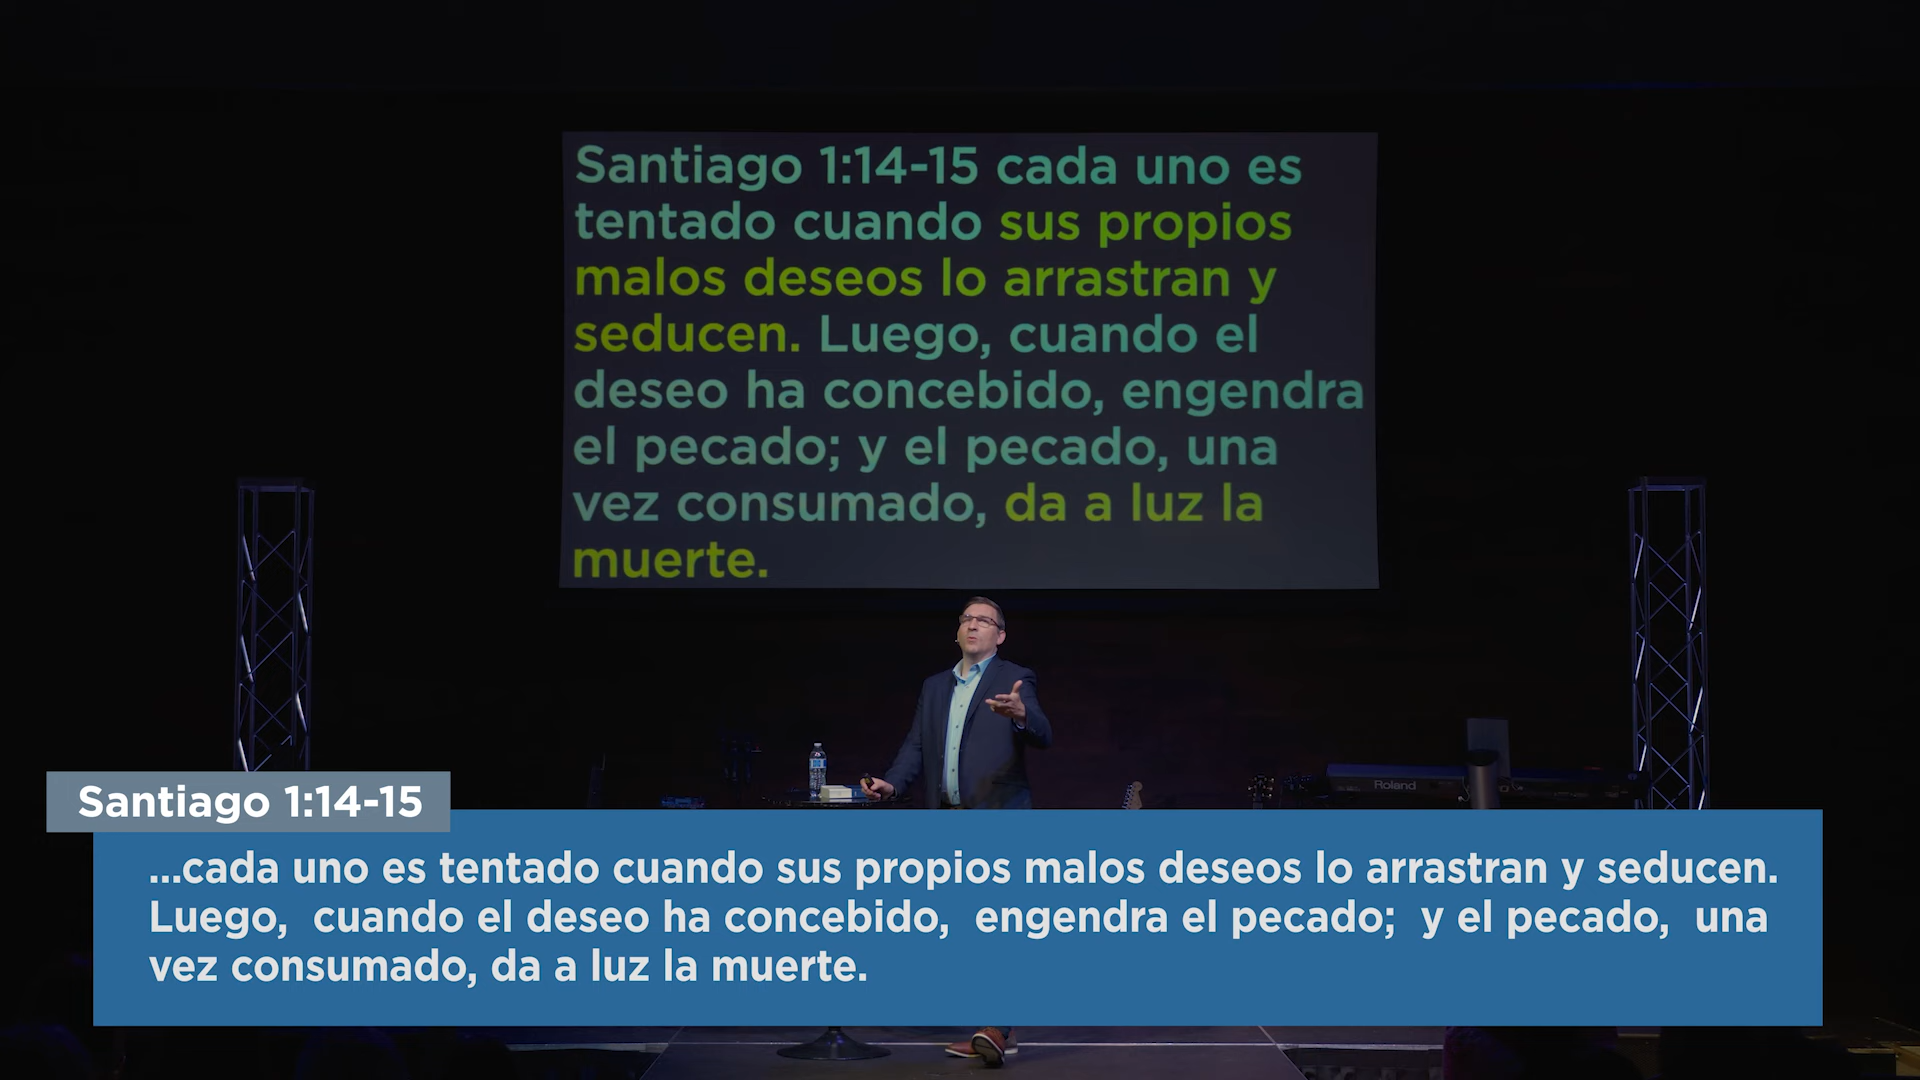 Santiago 1:14-15 cada uno es
tentado cuando sus propios
malos deseos lo arrastran y
seducen. Luego, cuando el
deseo ha concebido, engendra
el pecado; y el pecado, una
vez consumado, da a luz la
muerte.
Roland
Santiago 1:14-15
...cada uno es tentado cuando sus propios malos deseos lo arrastran y seducen.
Luego, cuando el deseo ha concebido, engendra el pecado; y el pecado, una
vez consumado, da a luz la muerte.